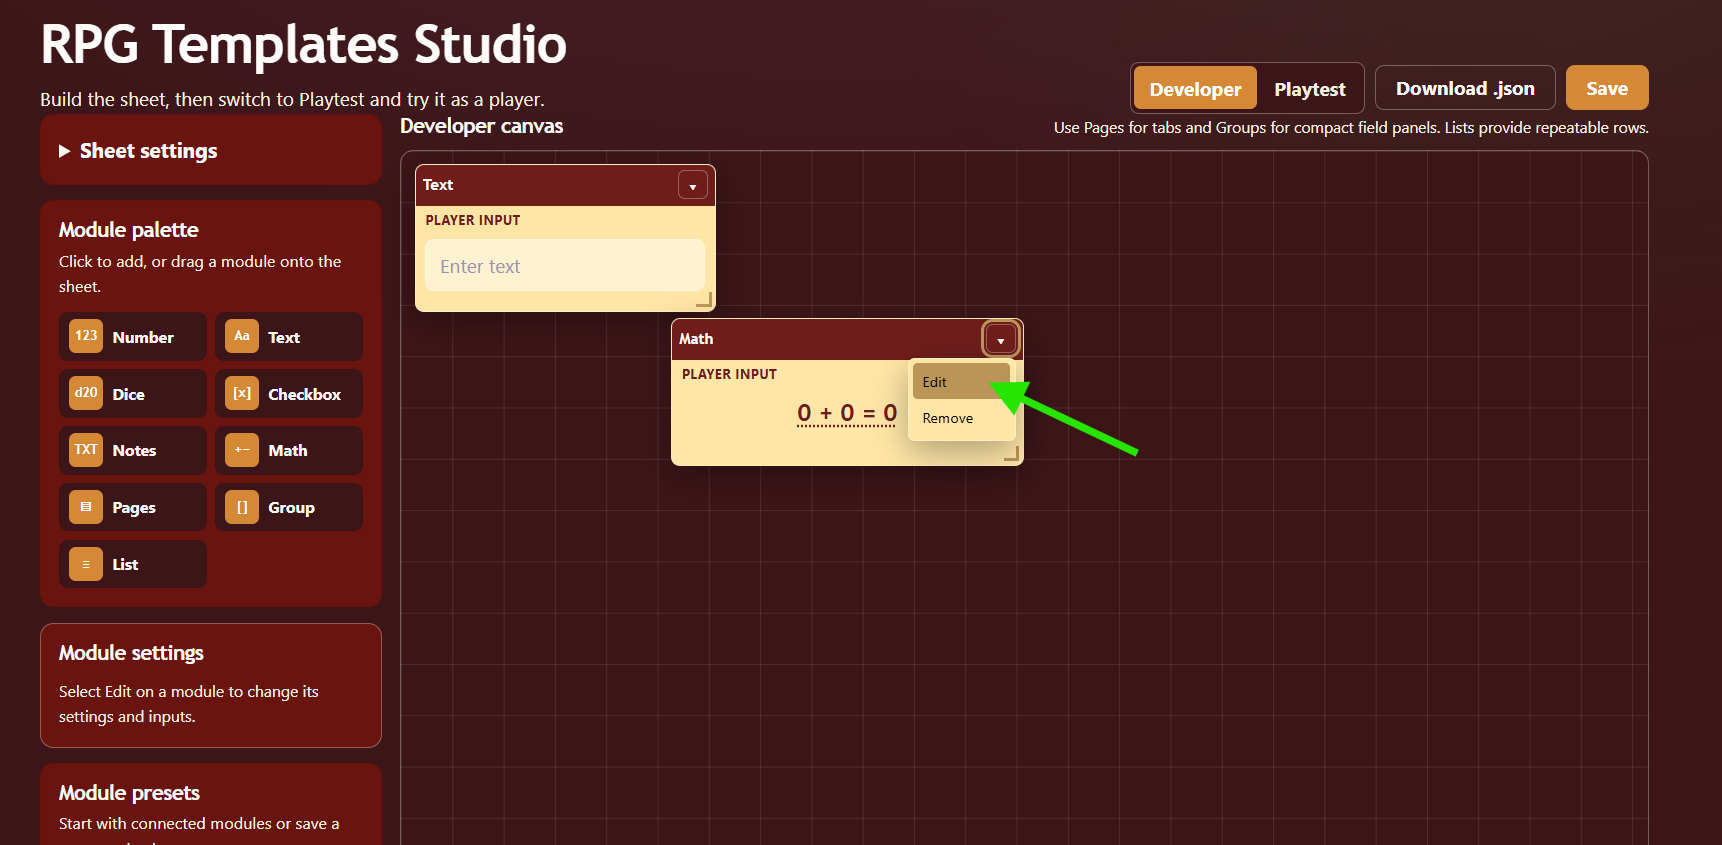 RPG Templates Studio
Build the sheet, then switch to Playtest and try it as a player.
Developer
Playtest
Download .json
Save
Sheet settings
Developer canvas
Use Pages for tabs and Groups for compact field panels. Lists provide repeatable rows.
Module palette
Click to add, or drag a module onto the
sheet.
123 Number
Aa Text
d20 Dice
[x] Checkbox
TXT Notes
+− Math
Pages
[] Group
List
Module settings
Select Edit on a module to change its
settings and inputs.
Module presets
Start with connected modules or save a
Text
PLAYER INPUT
Enter text
Math
PLAYER INPUT
0 + 0 = 0
Edit
Remove